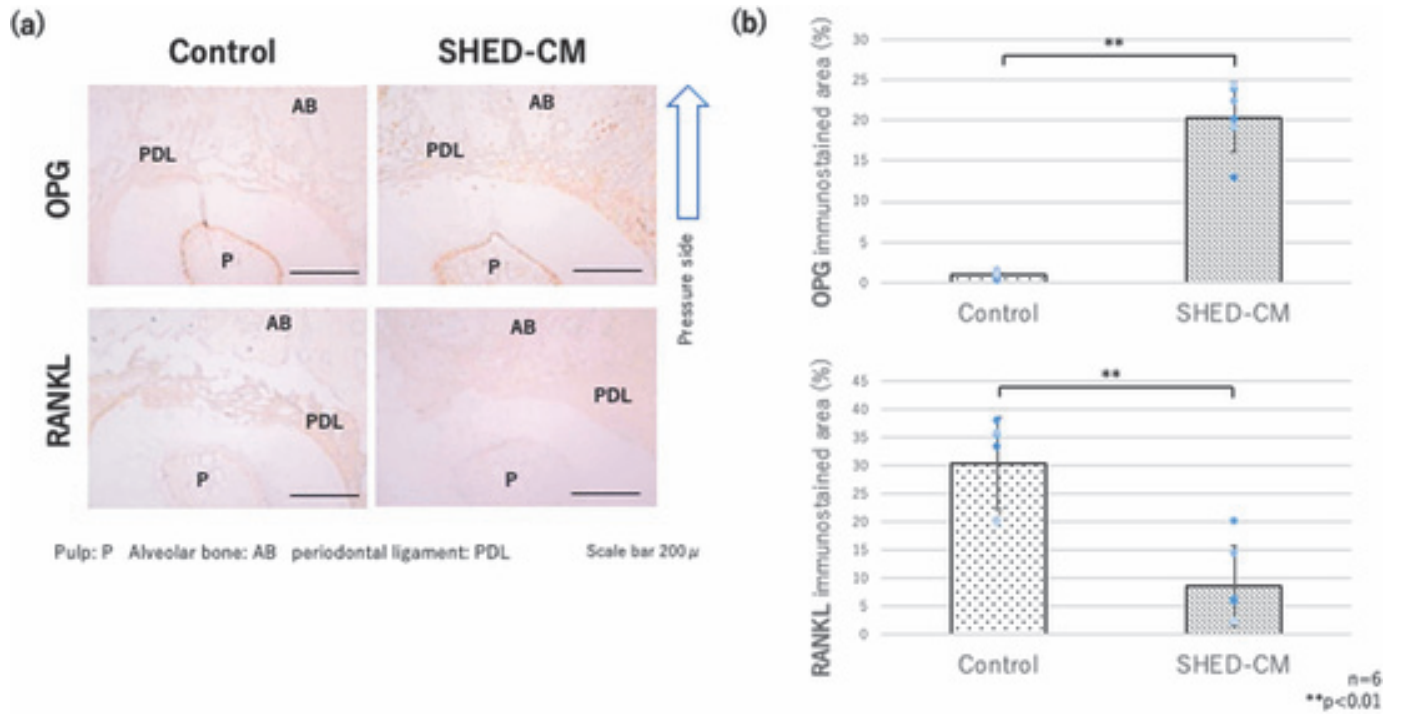 (a)
Control SHED-CM
OPG
AB
PDL
P
AB
PDL
P
RANKL
AB
PDL
P
AB
PDL
P
Pressure side
Pulp: P Alveolar bone: AB periodontal ligament: PDL Scale bar 200 μ
(b)
OPG immunostained area (%)
30
25
20
15
10
5
0
**
Control SHED-CM
RANKL immunostained area (%)
45
40
35
30
25
20
15
10
5
0
**
Control SHED-CM
n=6
**p<0.01